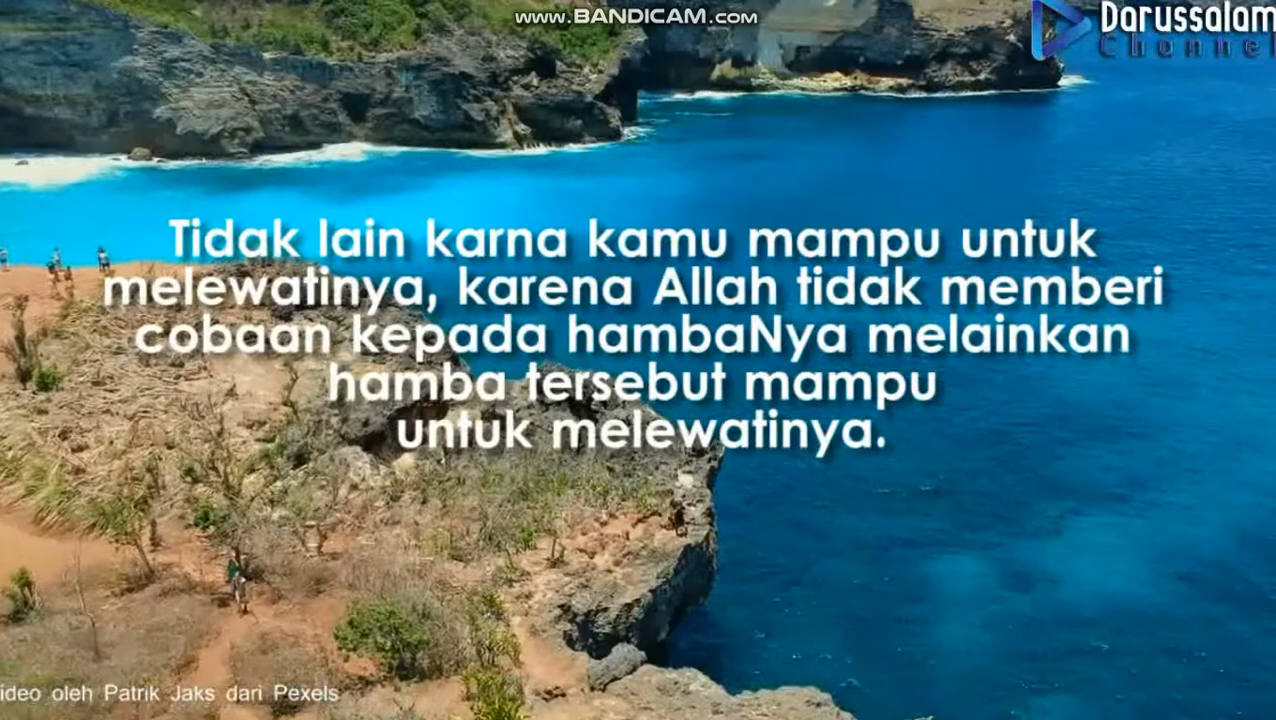 www.BANDICAM.com
Darussalam
Channel
Tidak lain karna kamu mampu untuk
melewatinya, karena Allah tidak memberi
cobaan kepada hambaNya melainkan
hamba tersebut mampu
untuk melewatinya.
ideo oleh Patrik Jaks dari Pexels